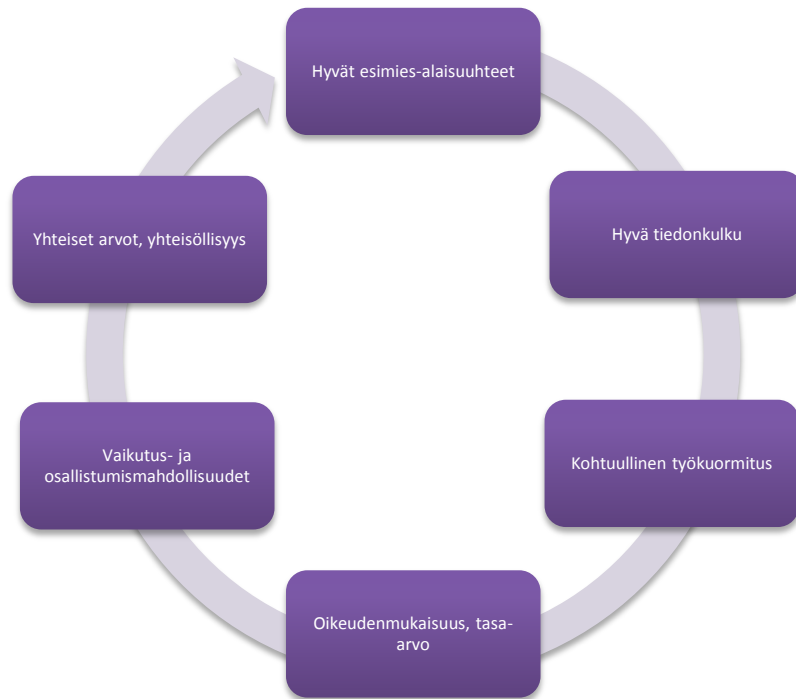 Hyvät esimies-alaisuuhteet
Hyvä tiedonkulku
Kohtuullinen työkuormitus
Oikeudenmukaisuus, tasa-
arvo
Vaikutus- ja
osallistumismahdollisuudet
Yhteiset arvot, yhteisöllisyys